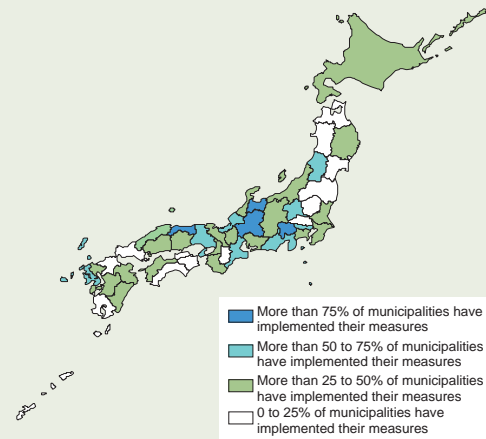 More than 75% of municipalities have
implemented their measures
More than 50 to 75% of municipalities
have implemented their measures
More than 25 to 50% of municipalities
have implemented their measures
0 to 25% of municipalities have
implemented their measures